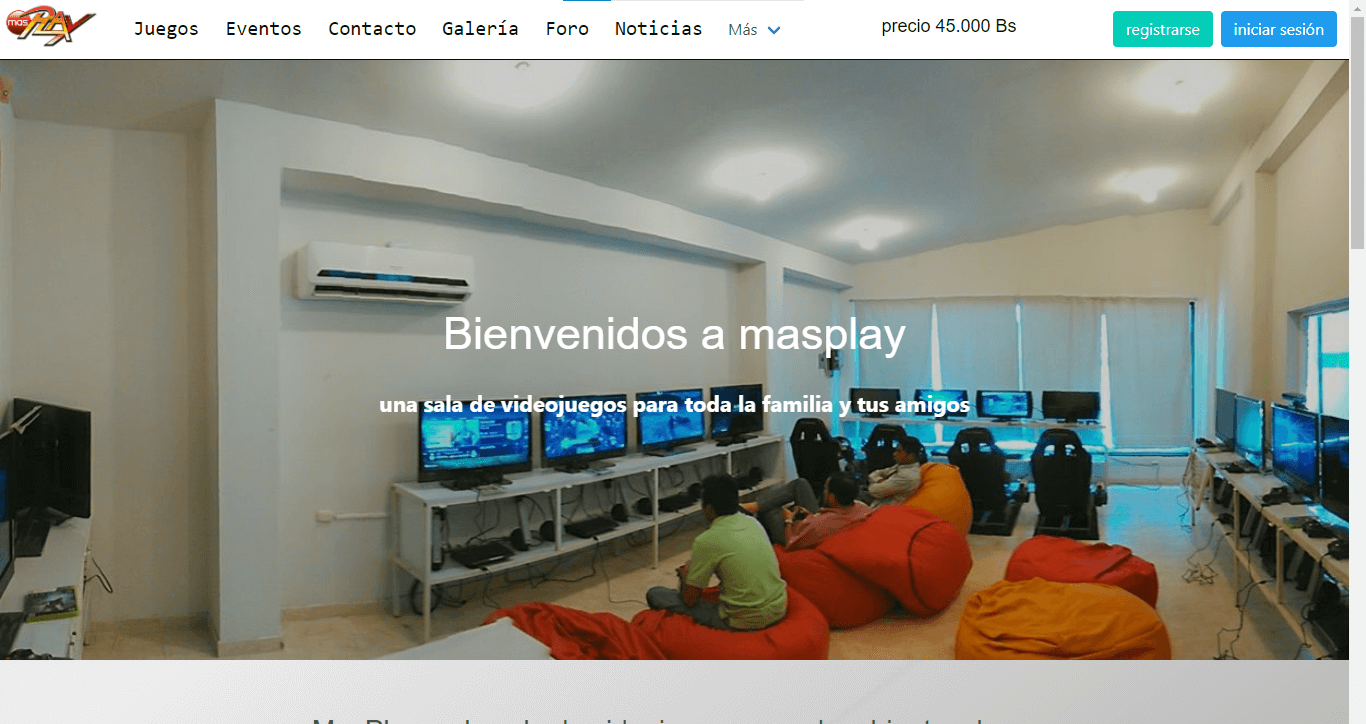 mas PLAY
Juegos Eventos Contacto Galería Foro Noticias Más precio 45.000 Bs registrarse iniciar sesión
Bienvenidos a masplay
una sala de videojuegos para toda la familia y tus amigos